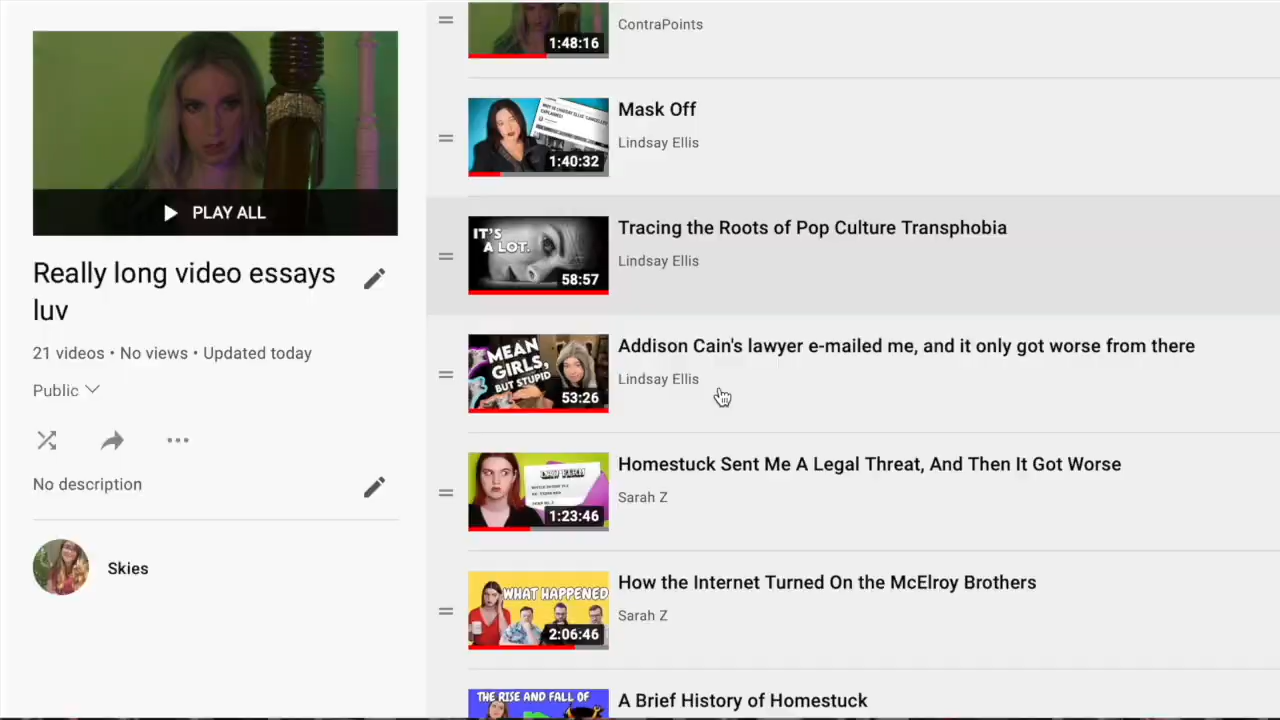 PLAY ALL
Really long video essays
luv
21 videos • No views • Updated today
Public
No description
Skies
ContraPoints
1:48:16
Mask Off
Lindsay Ellis
1:40:32
Tracing the Roots of Pop Culture Transphobia
Lindsay Ellis
IT'S
A LOT.
58:57
Addison Cain's lawyer e-mailed me, and it only got worse from there
Lindsay Ellis
MEAN
GIRLS,
BUT STUPID
53:26
Homestuck Sent Me A Legal Threat, And Then It Got Worse
Sarah Z
1:23:46
How the Internet Turned On the McElroy Brothers
Sarah Z
WHAT HAPPENED
2:06:46
A Brief History of Homestuck
THE RISE AND FALL OF